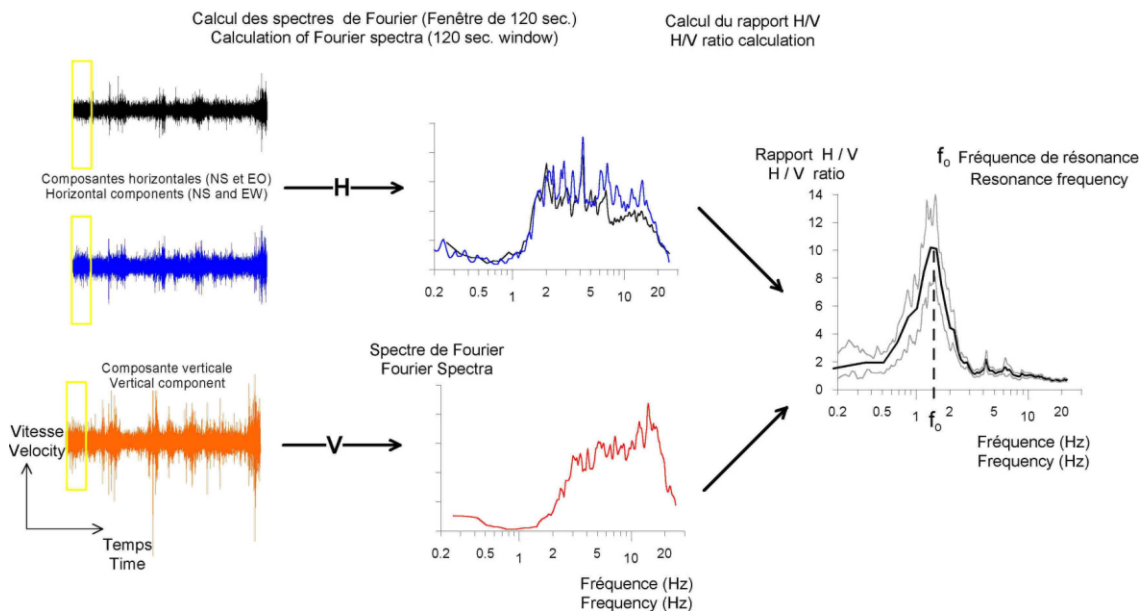 Calcul des spectres de Fourier (Fenêtre de 120 sec.)
Calculation of Fourier spectra (120 sec. window)
Calcul du rapport H/V
H/V ratio calculation
Composantes horizontales (NS et EO)
Horizontal components (NS and EW)
H
0.2 0.5 1 2 5 10 20
Rapport H / V
H / V ratio
fo Fréquence de résonance
Resonance frequency
14
12
10
8
6
4
2
0
0.2 0.5 1 2 5 10 20
fo
Fréquence (Hz)
Frequency (Hz)
Composante verticale
Vertical component
Vitesse
Velocity
Temps
Time
V
Spectre de Fourier
Fourier Spectra
0.2 0.5 1 2 5 10 20
Fréquence (Hz)
Frequency (Hz)